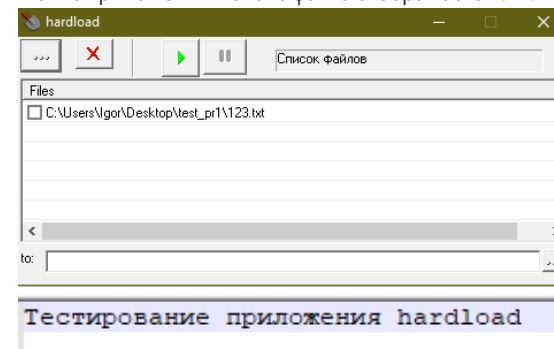 hardload
...
Список файлов
Files
C:\Users\Igor\Desktop\test_pr1\123.txt
to:
Тестирование приложения hardload